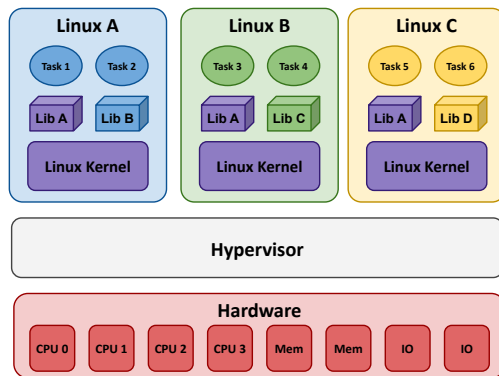 Linux A
Linux B
Linux C
Task 1
Task 2
Task 3
Task 4
Task 5
Task 6
Lib A
Lib B
Lib A
Lib C
Lib A
Lib D
Linux Kernel
Linux Kernel
Linux Kernel
Hypervisor
Hardware
CPU 0
CPU 1
CPU 2
CPU 3
Mem
Mem
IO
IO